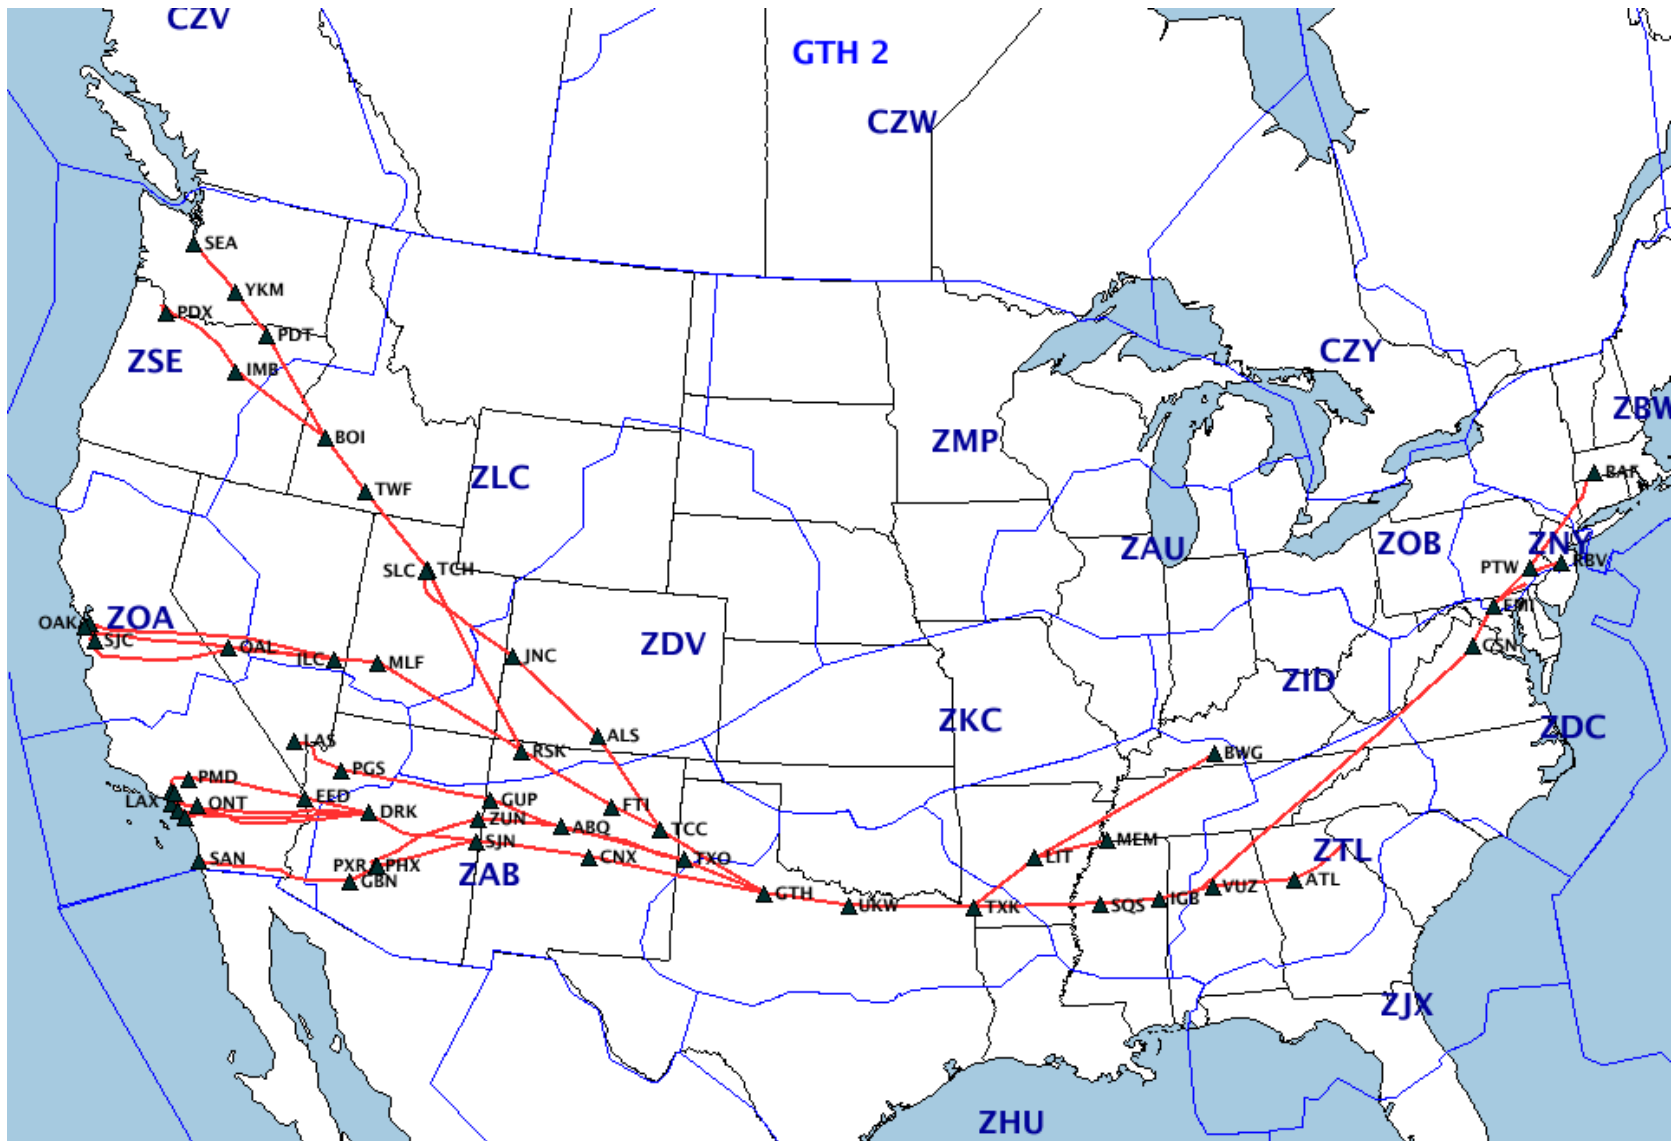 CZV
GTH 2
CZW
SEA
YKM
PDX
PDT
ZSE
IMB
CZY
ZBW
BOI
ZMP
ZLC
TWF
BAF
ZAU
ZOB
ZNY
SLC
TCH
PTW
RBV
EMI
OAK
ZOA
SJC
OAL
ILC
MLF
JNC
ZDV
CSN
ZID
ZKC
ZDC
LAS
ALS
RSK
BWG
PGS
PMD
LAX
ONT
EED
DRK
GUP
FTI
ZUN
ABQ
TCC
SJN
MEM
SAN
PXR
PHX
GBN
ZAB
CNX
TXO
LIT
ZTL
GTH
UKW
TXK
SQS
IGB
VUZ
ATL
ZJX
ZHU